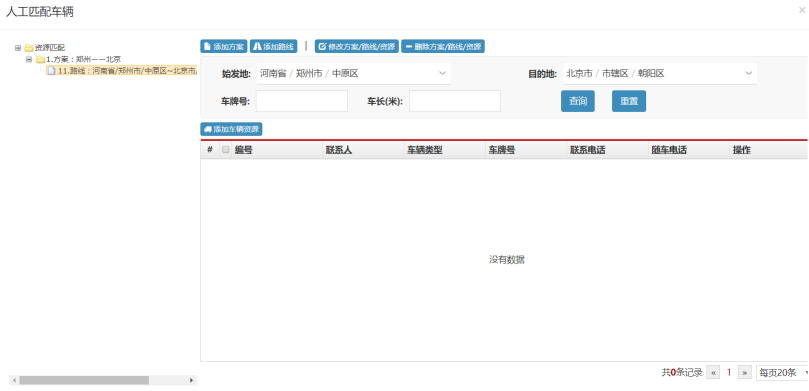 人工匹配车辆
×
资源匹配
1.方案：郑州一一北京
11.路线：河南省/郑州市/中原区~北京市/
添加方案 添加路线 | 修改方案/路线/资源 删除方案/路线/资源
始发地: 河南省 / 郑州市 / 中原区 目的地: 北京市 / 市辖区 / 朝阳区
车牌号: 车长(米): 查询 重置
添加车辆资源
# 编号 联系人 车辆类型 车牌号 联系电话 随车电话 操作
没有数据
共0条记录 « 1 » 每页20条